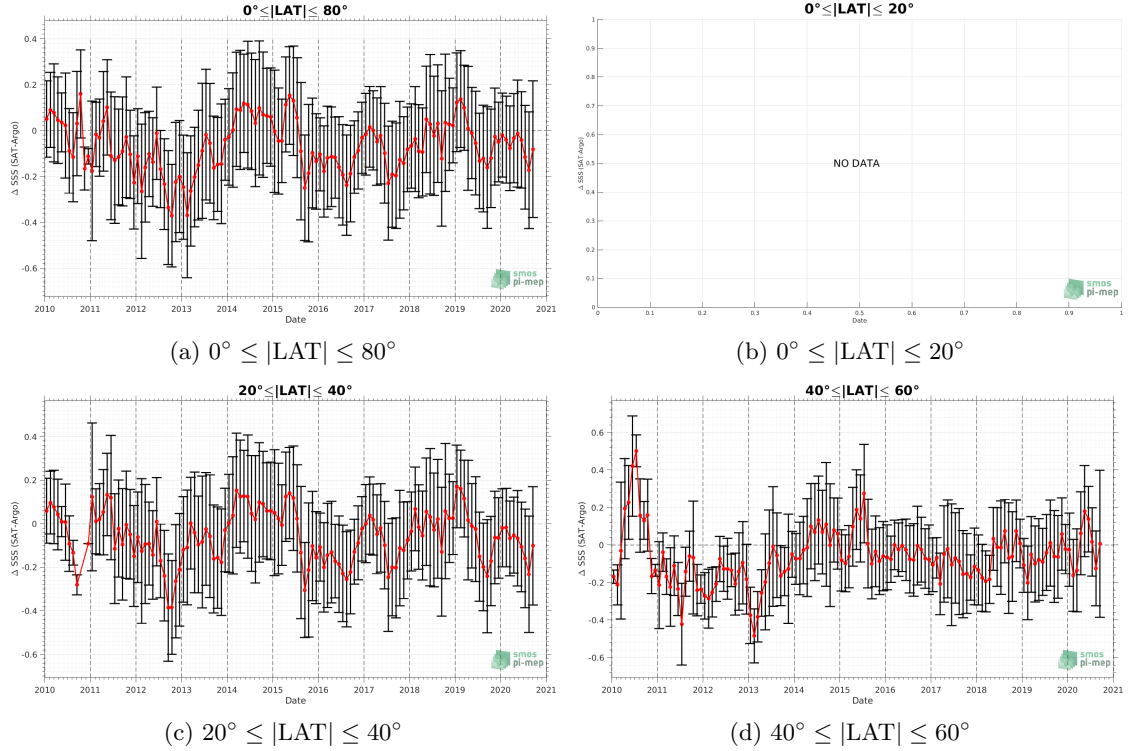 0°≤|LAT|≤ 80°
Δ SSS (SAT-Argo)
0.4
0.2
0
-0.2
-0.4
-0.6
2010 2011 2012 2013 2014 2015 2016 2017 2018 2019 2020 2021
Date
smos
pi-mep
(a) 0° ≤ |LAT| ≤ 80°
0°≤|LAT|≤ 20°
Δ SSS (SAT-Argo)
1
0.9
0.8
0.7
0.6
0.5
0.4
0.3
0.2
0.1
0
NO DATA
0 0.1 0.2 0.3 0.4 0.5 0.6 0.7 0.8 0.9 1
Date
smos
pi-mep
(b) 0° ≤ |LAT| ≤ 20°
20°≤|LAT|≤ 40°
Δ SSS (SAT-Argo)
0.4
0.2
0
-0.2
-0.4
-0.6
2010 2011 2012 2013 2014 2015 2016 2017 2018 2019 2020 2021
Date
smos
pi-mep
(c) 20° ≤ |LAT| ≤ 40°
40°≤|LAT|≤ 60°
Δ SSS (SAT-Argo)
0.6
0.4
0.2
0
-0.2
-0.4
-0.6
2010 2011 2012 2013 2014 2015 2016 2017 2018 2019 2020 2021
Date
smos
pi-mep
(d) 40° ≤ |LAT| ≤ 60°